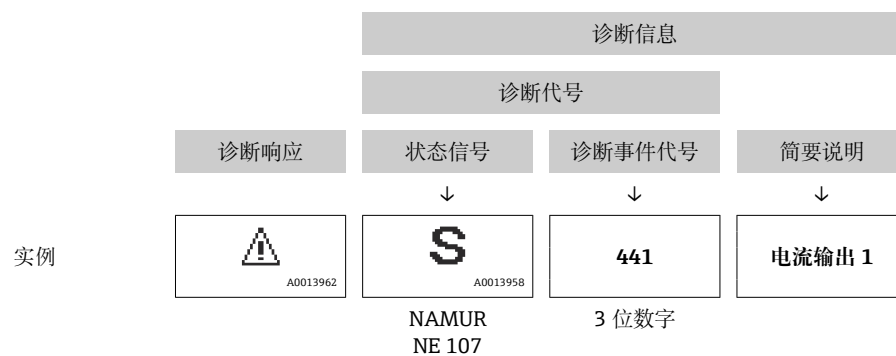 诊断信息
诊断代号
诊断响应 状态信号 诊断事件代号 简要说明
↓ ↓ ↓
实例 S 441 电流输出 1
A0013962 A0013958
NAMUR 3 位数字
NE 107